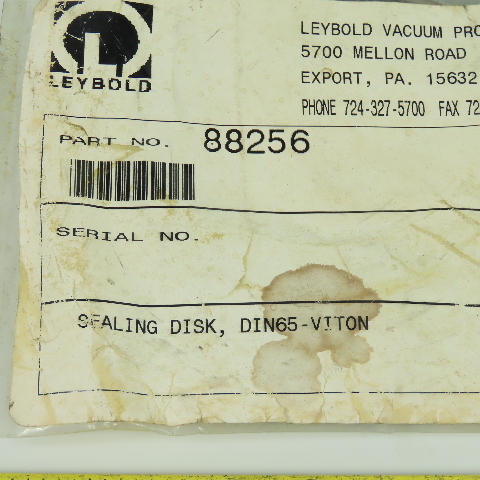 LEYBOLD VACUUM PRO
5700 MELLON ROAD
EXPORT, PA. 15632
PHONE 724-327-5700 FAX 72
L
LEYBOLD
PART NO. 88256
SERIAL NO.
SEALING DISK, DIN65-VITON